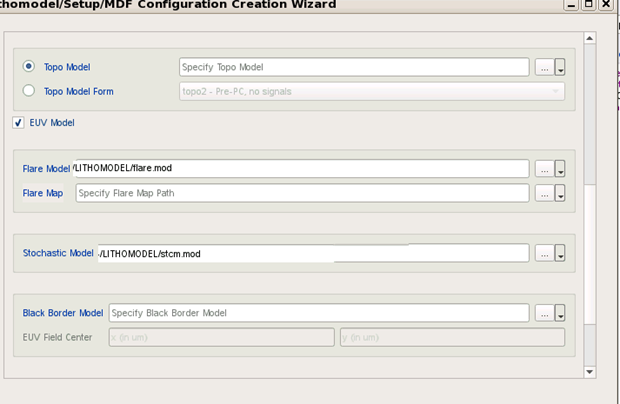 thomodel/Setup/MDF Configuration Creation Wizard
Topo Model Specify Topo Model ...
Topo Model Form topo2 - Pre-PC, no signals
EUV Model
Flare Model /LITHOMODEL/flare.mod ...
Flare Map Specify Flare Map Path ...
Stochastic Model /LITHOMODEL/stcm.mod ...
Black Border Model Specify Black Border Model ...
EUV Field Center x (in um) y (in um)